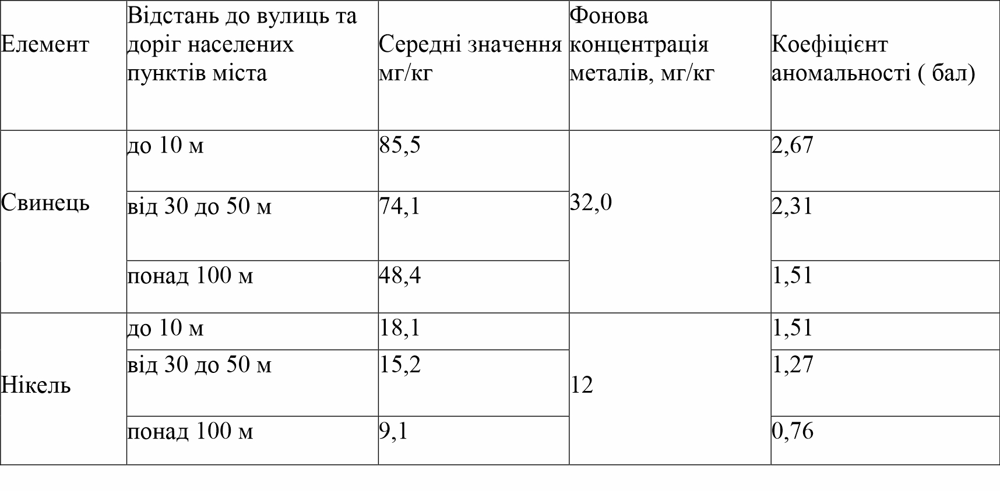 Елемент
Відстань до вулиць та
доріг населених
пунктів міста
Середні значення
мг/кг
Фонова
концентрація
металів, мг/кг
Коефіцієнт
аномальності ( бал)
Свинець
до 10 м
85,5
32,0
2,67
від 30 до 50 м
74,1
2,31
понад 100 м
48,4
1,51
Нікель
до 10 м
18,1
12
1,51
від 30 до 50 м
15,2
1,27
понад 100 м
9,1
0,76